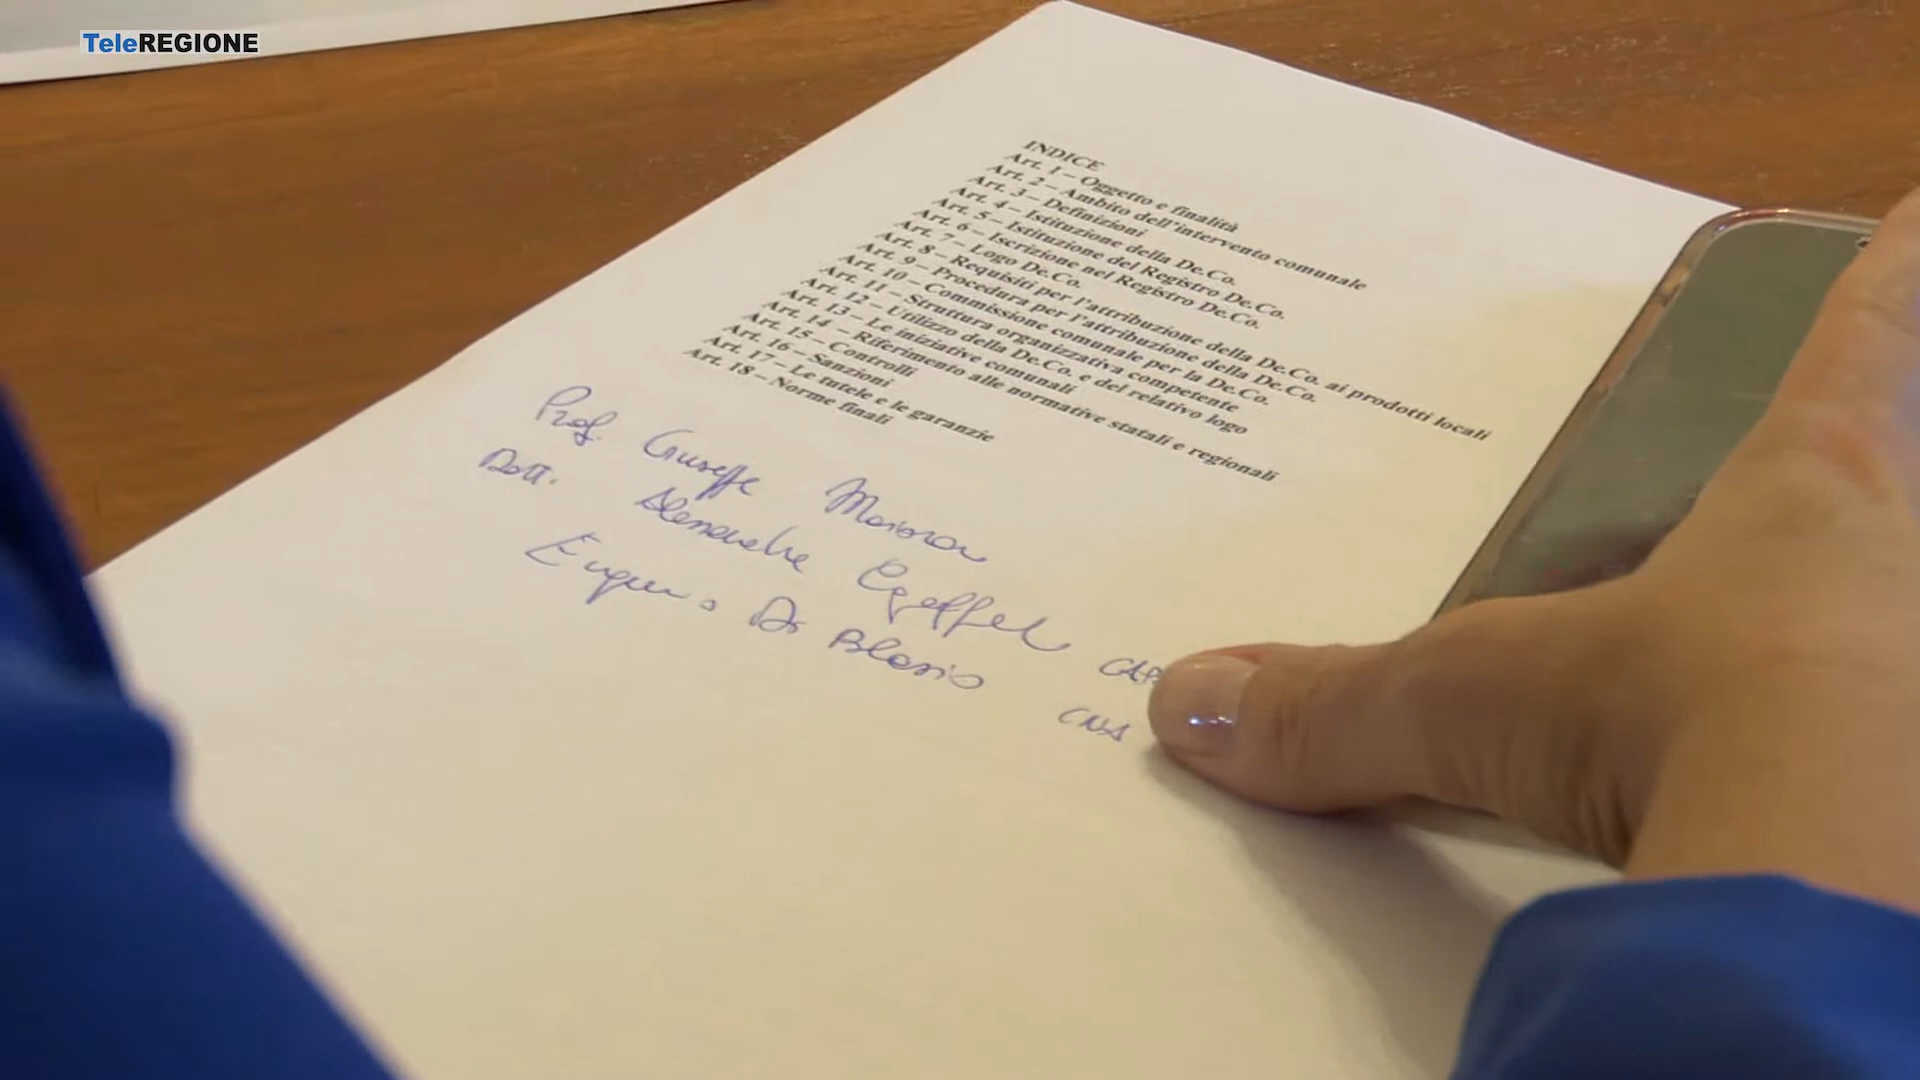 TeleREGIONE
INDICE
Art. 1 – Oggetto e finalità
Art. 2 – Ambito dell'intervento comunale
Art. 3 – Definizioni
Art. 4 – Istituzione della De.Co.
Art. 5 – Istituzione del Registro De.Co.
Art. 6 – Iscrizione nel Registro De.Co.
Art. 7 – Logo De.Co.
Art. 8 – Requisiti per l'attribuzione della De.Co. ai prodotti locali
Art. 9 – Procedura per l'attribuzione della De.Co.
Art. 10 – Commissione comunale per la De.Co.
Art. 11 – Struttura organizzativa competente
Art. 12 – Utilizzo della De.Co. e del relativo logo
Art. 13 – Le iniziative comunali
Art. 14 – Riferimento alle normative statali e regionali
Art. 15 – Controlli
Art. 16 – Sanzioni
Art. 17 – Le tutele e le garanzie
Art. 18 – Norme finali
Prof. Giuseppe
Dott.
Di Blasio CNA